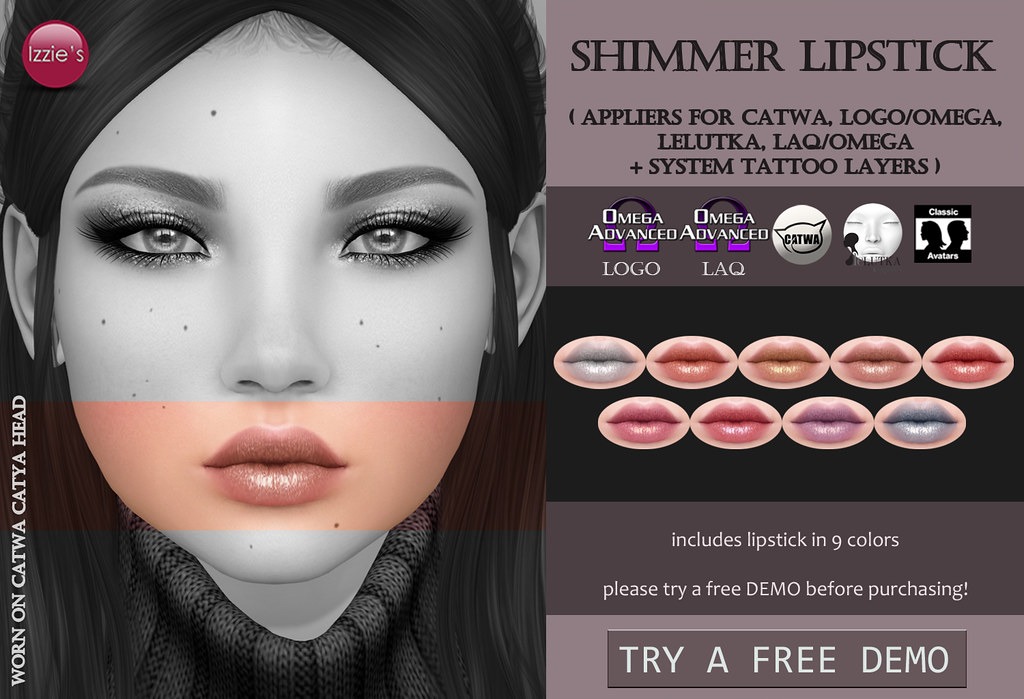 Izzie's
WORN ON CATWA CATYA HEAD
SHIMMER LIPSTICK
( APPLIERS FOR CATWA, LOGO/OMEGA,
LELUTKA, LAQ/OMEGA
+ SYSTEM TATTOO LAYERS )
OMEGA
ADVANCED
LOGO
OMEGA
ADVANCED
LAQ
CATWA
LELUTKA
Classic
Avatars
includes lipstick in 9 colors
please try a free DEMO before purchasing!
TRY A FREE DEMO